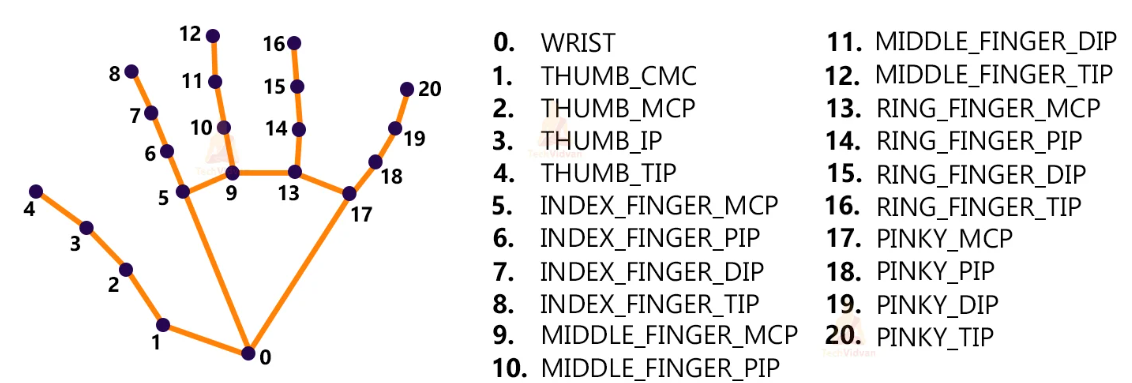 12
16
8
11
15
20
7
10
14
19
6
18
5
9
13
17
4
3
2
1
0
0. WRIST
1. THUMB_CMC
2. THUMB_MCP
3. THUMB_IP
4. THUMB_TIP
5. INDEX_FINGER_MCP
6. INDEX_FINGER_PIP
7. INDEX_FINGER_DIP
8. INDEX_FINGER_TIP
9. MIDDLE_FINGER_MCP
10. MIDDLE_FINGER_PIP
11. MIDDLE_FINGER_DIP
12. MIDDLE_FINGER_TIP
13. RING_FINGER_MCP
14. RING_FINGER_PIP
15. RING_FINGER_DIP
16. RING_FINGER_TIP
17. PINKY_MCP
18. PINKY_PIP
19. PINKY_DIP
20. PINKY_TIP
TechVidvan